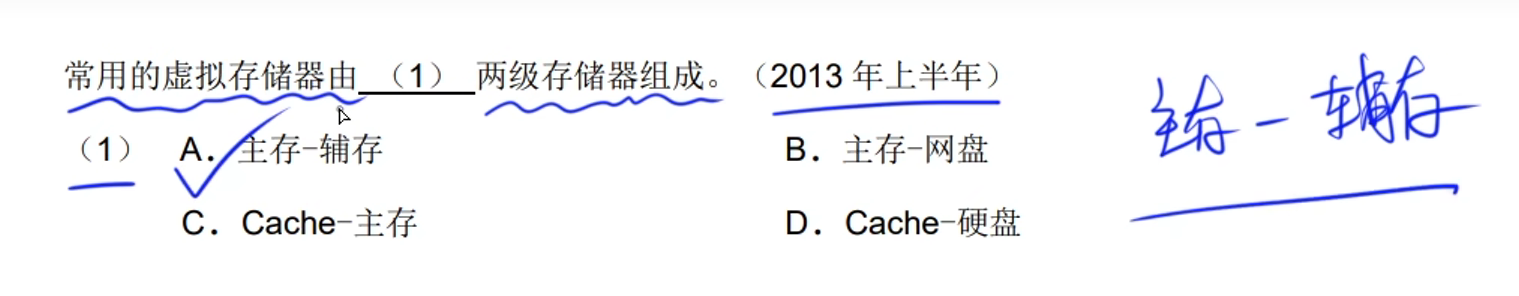 常用的虚拟存储器由 （1） 两级存储器组成。（2013 年上半年）
（1） A．主存-辅存 B．主存-网盘
C．Cache-主存 D．Cache-硬盘
主存-辅存